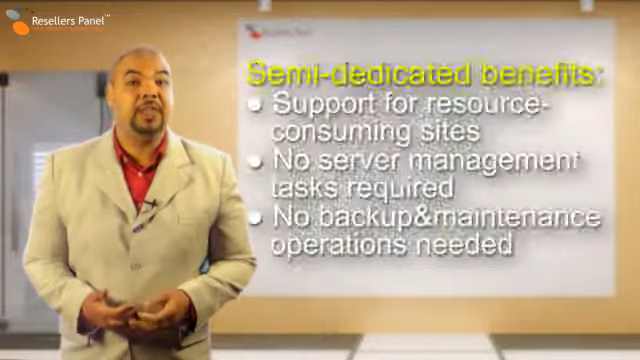 Resellers Panel™
Semi-dedicated benefits:
● Support for resource-
consuming sites
● No server management
tasks required
● No backup&maintenance
operations needed